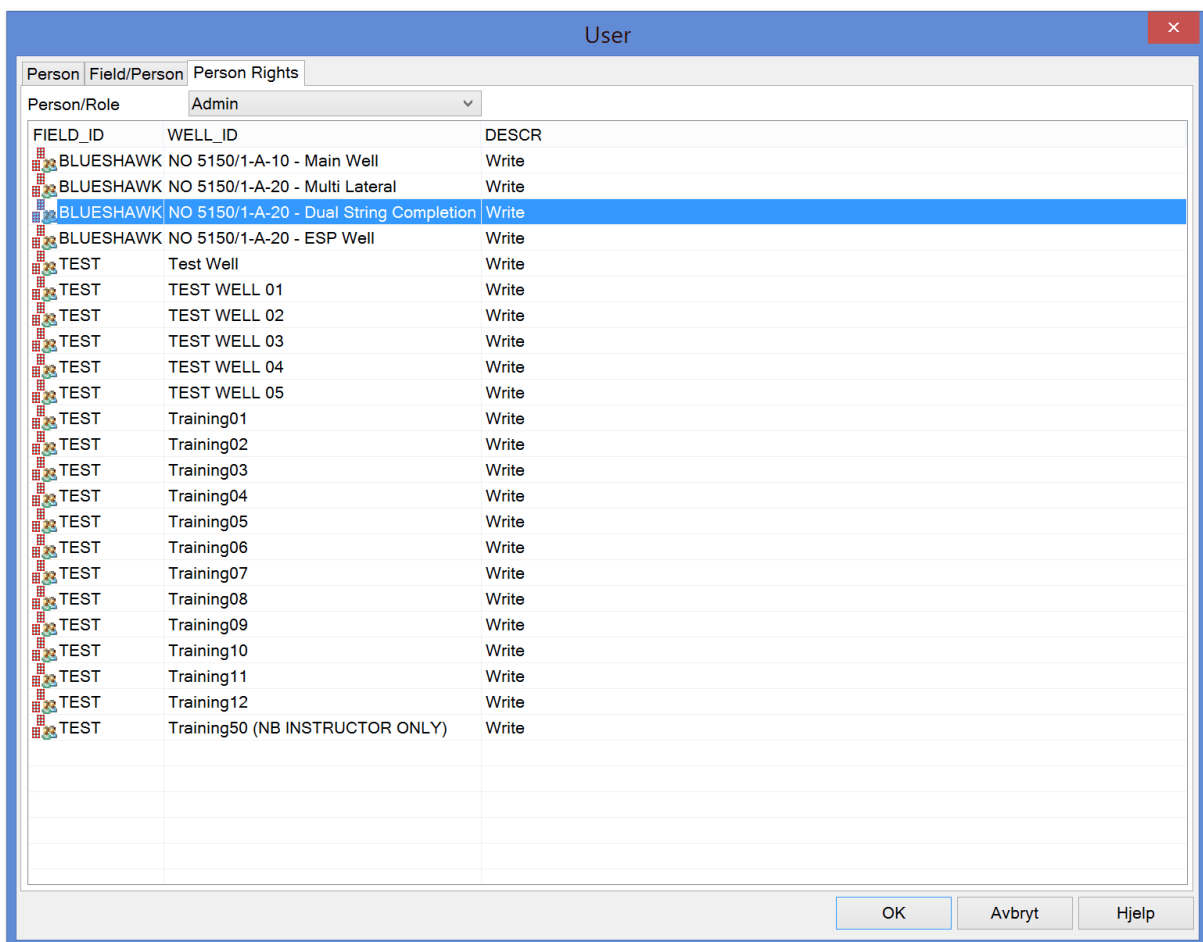 User
Person Field/Person Person Rights
Person/Role Admin
FIELD_ID WELL_ID DESCR
BLUESHAWK NO 5150/1-A-10 - Main Well Write
BLUESHAWK NO 5150/1-A-20 - Multi Lateral Write
BLUESHAWK NO 5150/1-A-20 - Dual String Completion Write
BLUESHAWK NO 5150/1-A-20 - ESP Well Write
TEST Test Well Write
TEST TEST WELL 01 Write
TEST TEST WELL 02 Write
TEST TEST WELL 03 Write
TEST TEST WELL 04 Write
TEST TEST WELL 05 Write
TEST Training01 Write
TEST Training02 Write
TEST Training03 Write
TEST Training04 Write
TEST Training05 Write
TEST Training06 Write
TEST Training07 Write
TEST Training08 Write
TEST Training09 Write
TEST Training10 Write
TEST Training11 Write
TEST Training12 Write
TEST Training50 (NB INSTRUCTOR ONLY) Write
OK Avbryt Hjelp